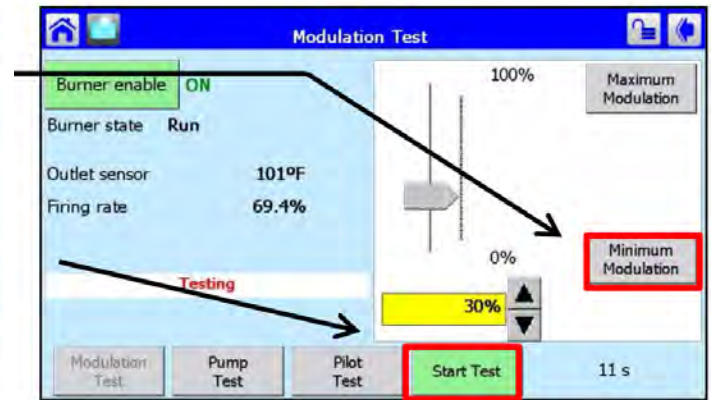 Modulation Test
Burner enable ON
Burner state Run
Outlet sensor 101ºF
Firing rate 69.4%
Testing
100%
0%
30%
Maximum
Modulation
Minimum
Modulation
Modulation
Test
Pump
Test
Pilot
Test
Start Test
11 s